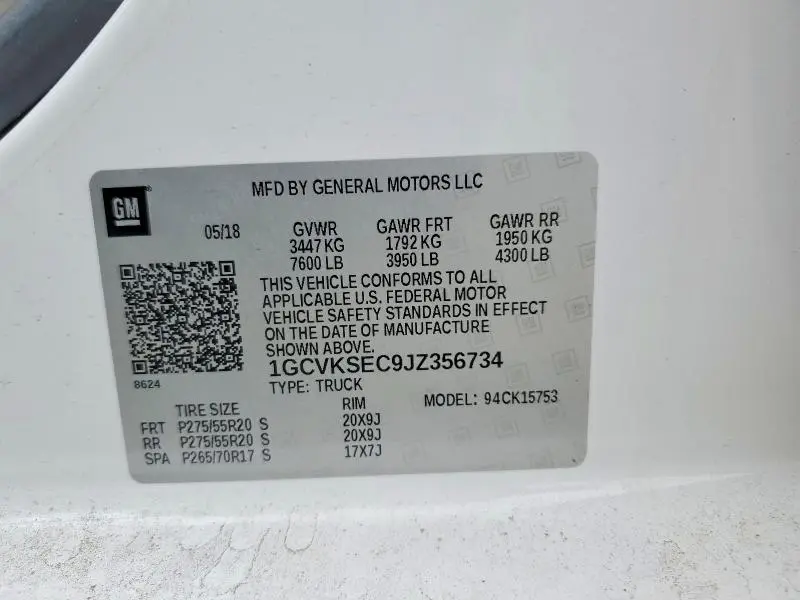 MFD BY GENERAL MOTORS LLC
GM
05/18 GVWR GAWR FRT GAWR RR
3447 KG 1792 KG 1950 KG
7600 LB 3950 LB 4300 LB
THIS VEHICLE CONFORMS TO ALL
APPLICABLE U.S. FEDERAL MOTOR
VEHICLE SAFETY STANDARDS IN EFFECT
ON THE DATE OF MANUFACTURE
SHOWN ABOVE.
1GCVKSEC9JZ356734
8624
TYPE: TRUCK MODEL: 94CK15753
TIRE SIZE RIM
FRT P275/55R20 S 20X9J
RR P275/55R20 S 20X9J
SPA P265/70R17 S 17X7J